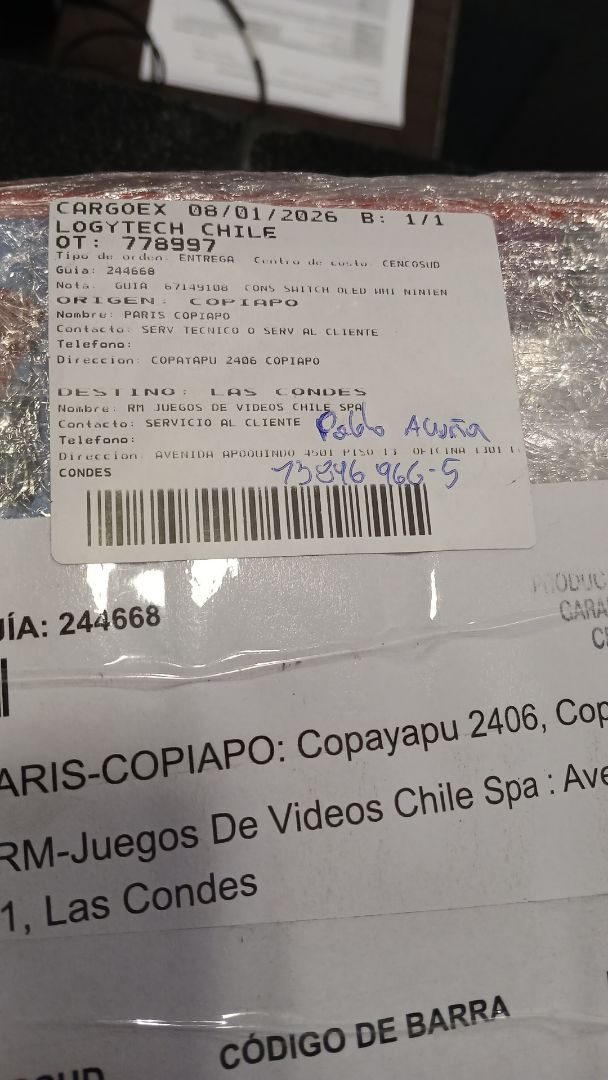 CARGOEX 08/01/2026 B: 1/1
LOGYTECH CHILE
OT: 778997
Tipo de orden: ENTREGA Centro de costo: CENCOSUD
Guia: 244668
Nota: GUIA 67149108 CONS SWITCH OLED WHI NINTEN
ORIGEN: COPIAPO
Nombre: PARIS COPIAPO
Contacto: SERV TECNICO O SERV AL CLIENTE
Telefono:
Direccion: COPAYAPU 2406 COPIAPO
DESTINO: LAS CONDES
Nombre: RM JUEGOS DE VIDEOS CHILE SPA
Contacto: SERVICIO AL CLIENTE Pablo Acuña
Telefono:
Direccion: AVENIDA APOQUINDO 4501 PISO 13 OFICINA 1301
CONDES 13846966-5
UÍA: 244668
PRODUC
GARA
ARIS-COPIAPO: Copayapu 2406, Cop
RM-Juegos De Videos Chile Spa : Ave
1, Las Condes
CÓDIGO DE BARRA